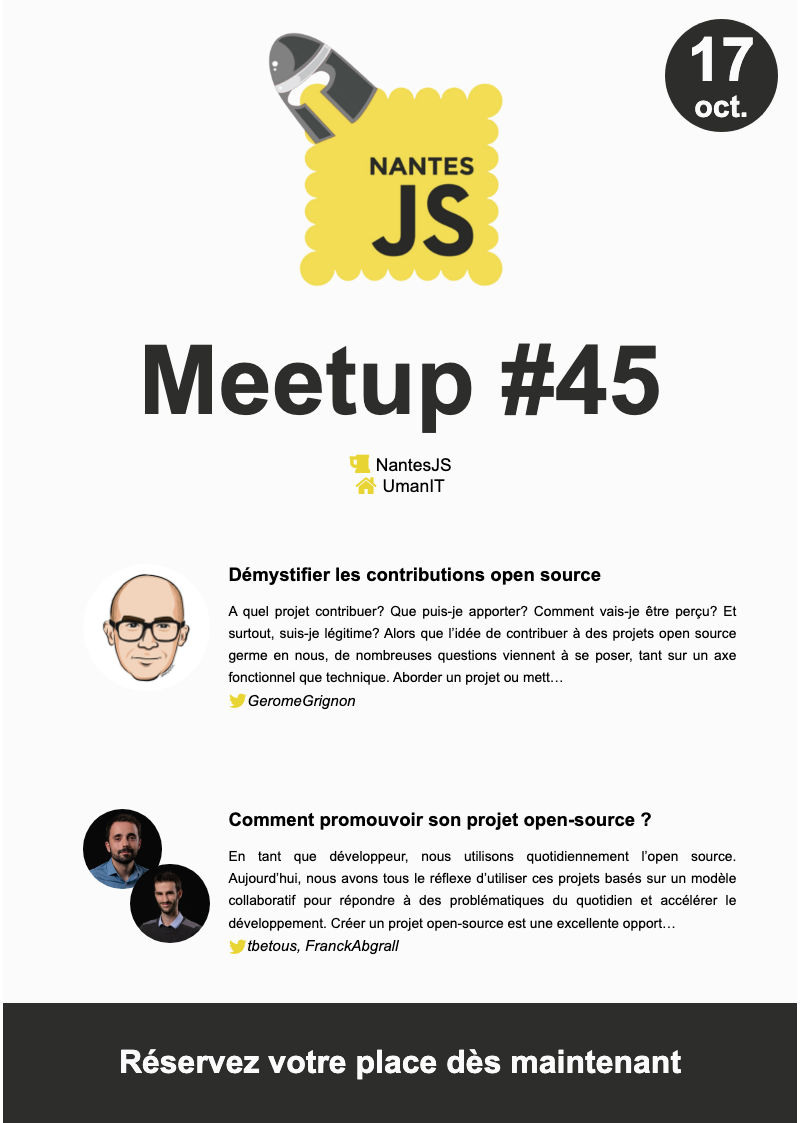 17
oct.
NANTES
JS
Meetup #45
NantesJS
UmanIT
Démystifier les contributions open source
A quel projet contribuer? Que puis-je apporter? Comment vais-je être perçu? Et
surtout, suis-je légitime? Alors que l’idée de contribuer à des projets open source
germe en nous, de nombreuses questions viennent à se poser, tant sur un axe
fonctionnel que technique. Aborder un projet ou mett…
GeromeGrignon
Comment promouvoir son projet open-source ?
En tant que développeur, nous utilisons quotidiennement l’open source.
Aujourd’hui, nous avons tous le réflexe d’utiliser ces projets basés sur un modèle
collaboratif pour répondre à des problématiques du quotidien et accélérer le
développement. Créer un projet open-source est une excellente opport…
tbetous, FranckAbgrall
Réservez votre place dès maintenant